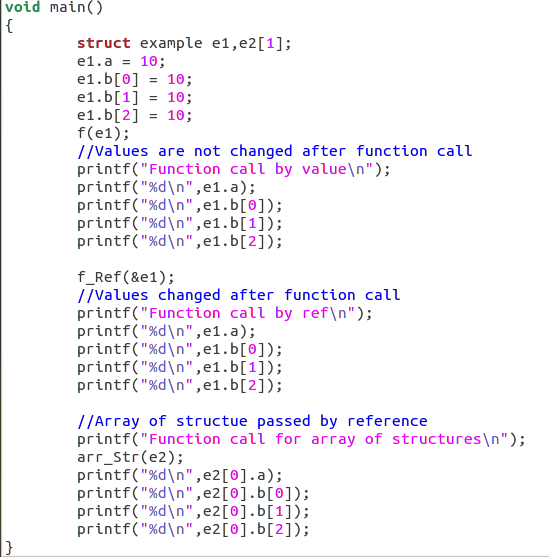 void main()
{
struct example e1,e2[1];
e1.a = 10;
e1.b[0] = 10;
e1.b[1] = 10;
e1.b[2] = 10;
f(e1);
//Values are not changed after function call
printf("Function call by value\n");
printf("%d\n",e1.a);
printf("%d\n",e1.b[0]);
printf("%d\n",e1.b[1]);
printf("%d\n",e1.b[2]);
f_Ref(&e1);
//Values changed after function call
printf("Function call by ref\n");
printf("%d\n",e1.a);
printf("%d\n",e1.b[0]);
printf("%d\n",e1.b[1]);
printf("%d\n",e1.b[2]);
//Array of structue passed by reference
printf("Function call for array of structures\n");
arr_Str(e2);
printf("%d\n",e2[0].a);
printf("%d\n",e2[0].b[0]);
printf("%d\n",e2[0].b[1]);
printf("%d\n",e2[0].b[2]);
}